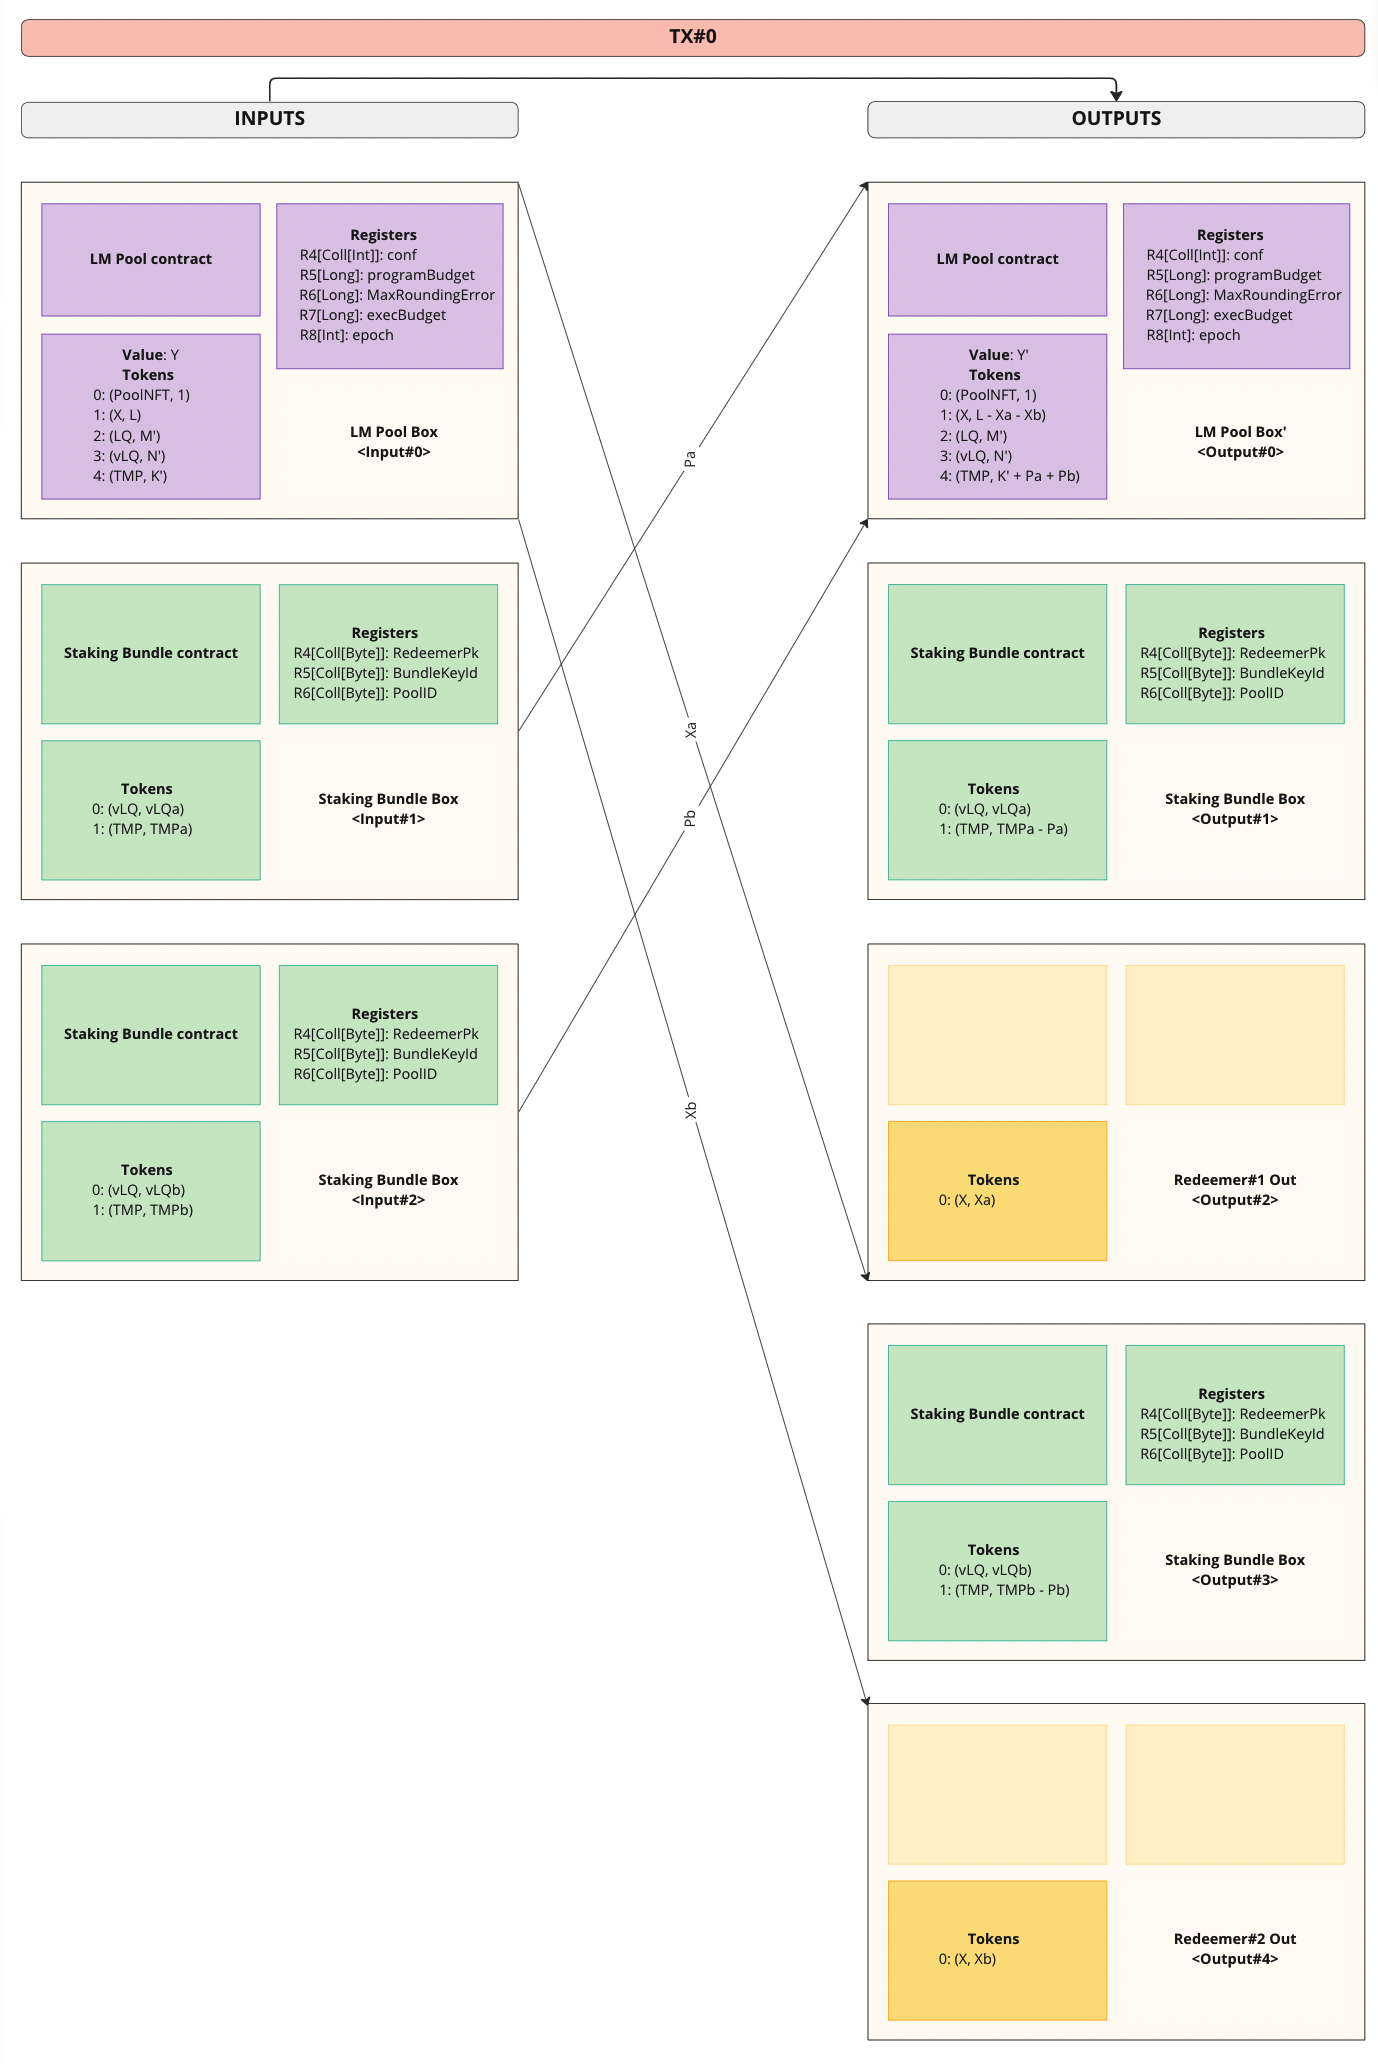 TX#0
INPUTS
OUTPUTS
LM Pool contract
Registers
R4[Coll[Int]]: conf
R5[Long]: programBudget
R6[Long]: MaxRoundingError
R7[Long]: execBudget
R8[Int]: epoch
Value: Y
Tokens
0: (PoolNFT, 1)
1: (X, L)
2: (LQ, M')
3: (vLQ, N')
4: (TMP, K')
LM Pool Box
<Input#0>
Staking Bundle contract
Registers
R4[Coll[Byte]]: RedeemerPk
R5[Coll[Byte]]: BundleKeyId
R6[Coll[Byte]]: PoolID
Tokens
0: (vLQ, vLQa)
1: (TMP, TMPa)
Staking Bundle Box
<Input#1>
Staking Bundle contract
Registers
R4[Coll[Byte]]: RedeemerPk
R5[Coll[Byte]]: BundleKeyId
R6[Coll[Byte]]: PoolID
Tokens
0: (vLQ, vLQb)
1: (TMP, TMPb)
Staking Bundle Box
<Input#2>
Pa
Xa
Pb
Xb
LM Pool contract
Registers
R4[Coll[Int]]: conf
R5[Long]: programBudget
R6[Long]: MaxRoundingError
R7[Long]: execBudget
R8[Int]: epoch
Value: Y'
Tokens
0: (PoolNFT, 1)
1: (X, L - Xa - Xb)
2: (LQ, M')
3: (vLQ, N')
4: (TMP, K' + Pa + Pb)
LM Pool Box'
<Output#0>
Staking Bundle contract
Registers
R4[Coll[Byte]]: RedeemerPk
R5[Coll[Byte]]: BundleKeyId
R6[Coll[Byte]]: PoolID
Tokens
0: (vLQ, vLQa)
1: (TMP, TMPa - Pa)
Staking Bundle Box
<Output#1>
Tokens
0: (X, Xa)
Redeemer#1 Out
<Output#2>
Staking Bundle contract
Registers
R4[Coll[Byte]]: RedeemerPk
R5[Coll[Byte]]: BundleKeyId
R6[Coll[Byte]]: PoolID
Tokens
0: (vLQ, vLQb)
1: (TMP, TMPb - Pb)
Staking Bundle Box
<Output#3>
Tokens
0: (X, Xb)
Redeemer#2 Out
<Output#4>